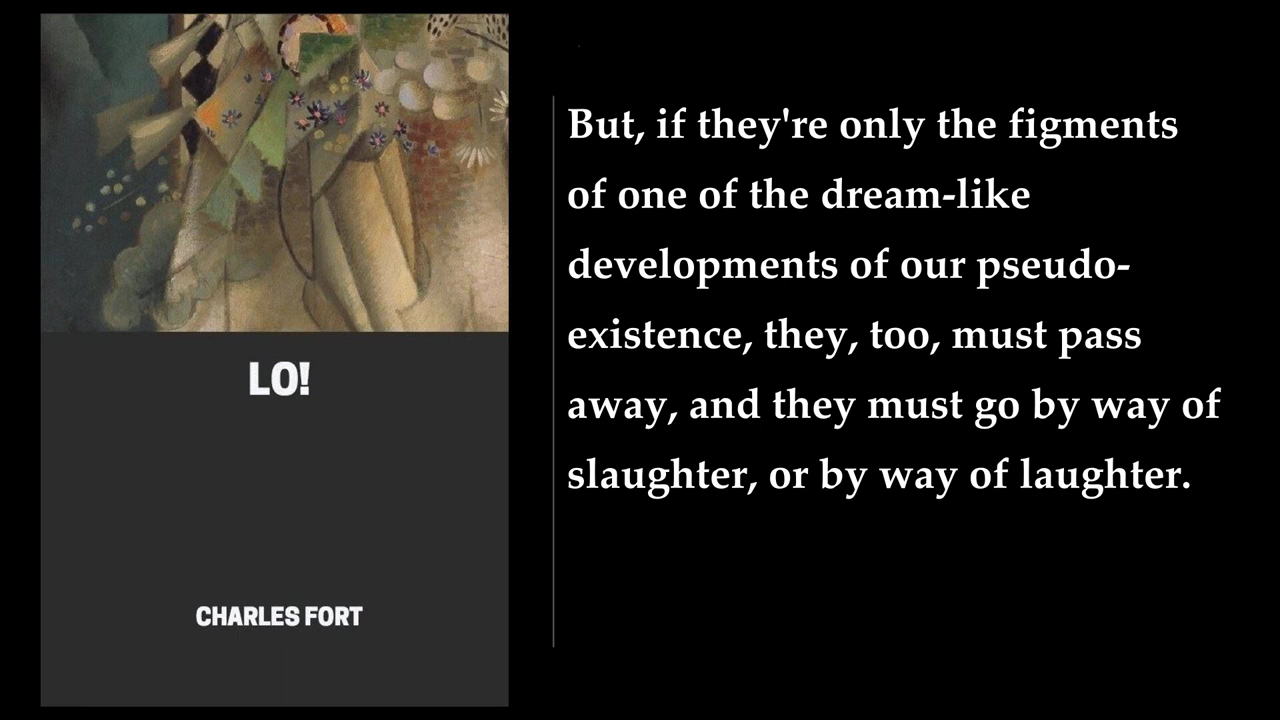 LO!
CHARLES FORT
But, if they're only the figments
of one of the dream-like
developments of our pseudo-
existence, they, too, must pass
away, and they must go by way of
slaughter, or by way of laughter.